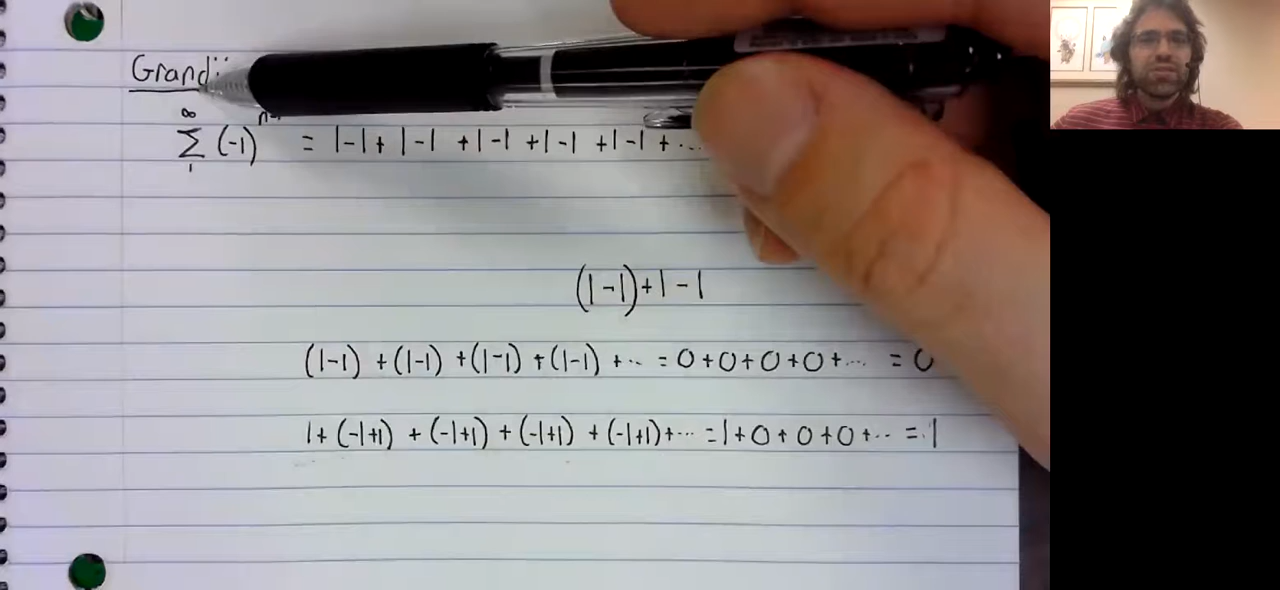 ∞
∑ (-1) = 1-1+1-1+1-1+1-1+1-1+...
1
(1-1)+1-1
(1-1)+(1-1)+(1-1)+(1-1)+... = 0+0+0+0+... = 0
1+(-1+1)+(-1+1)+(-1+1)+(-1+1)+... = 1+0+0+0+... = 1